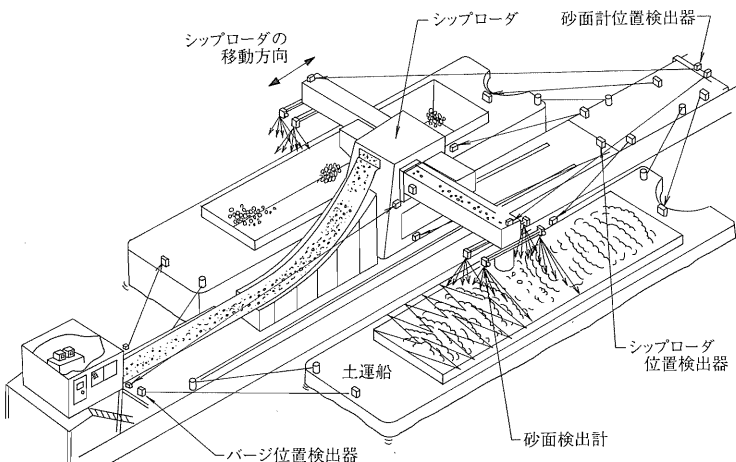 シップローダ
砂面計位置検出器
シップローダの
移動方向
シップローダ
位置検出器
土運船
砂面検出計
バージ位置検出器